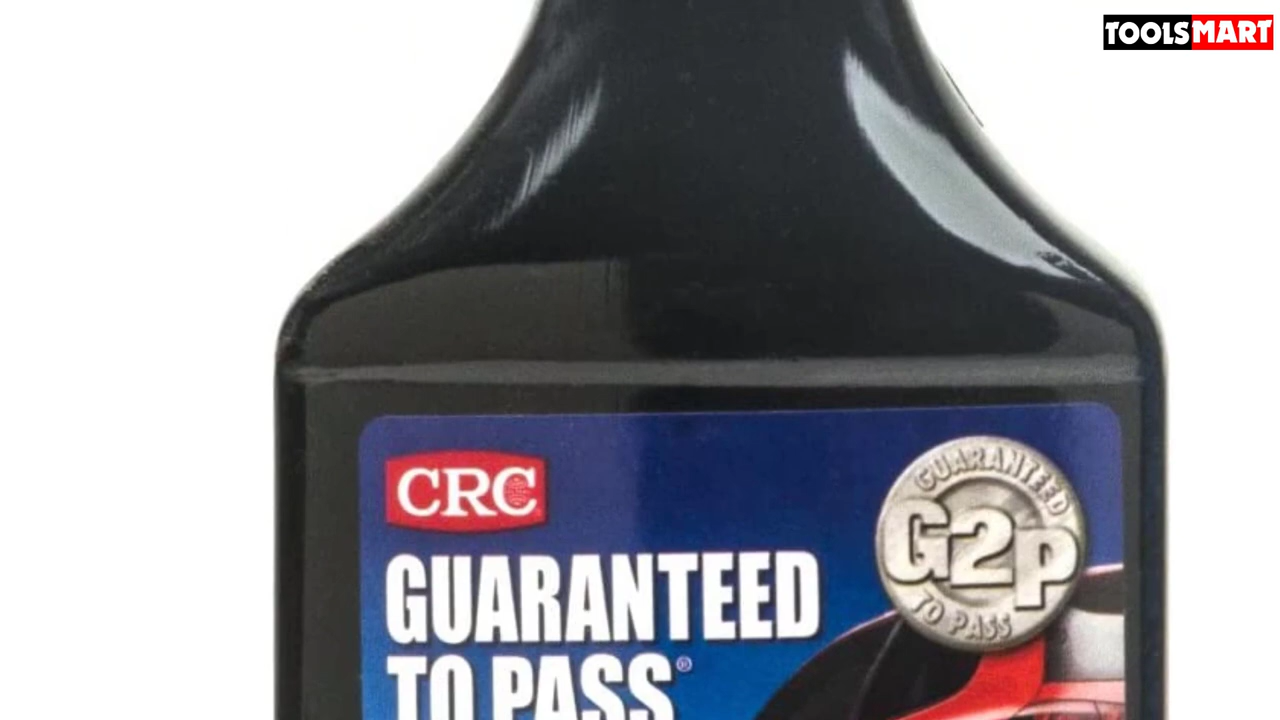 TOOLSMART
CRC
GUARANTEED
TO PASS®
GUARANTEED
G2P
TO PASS